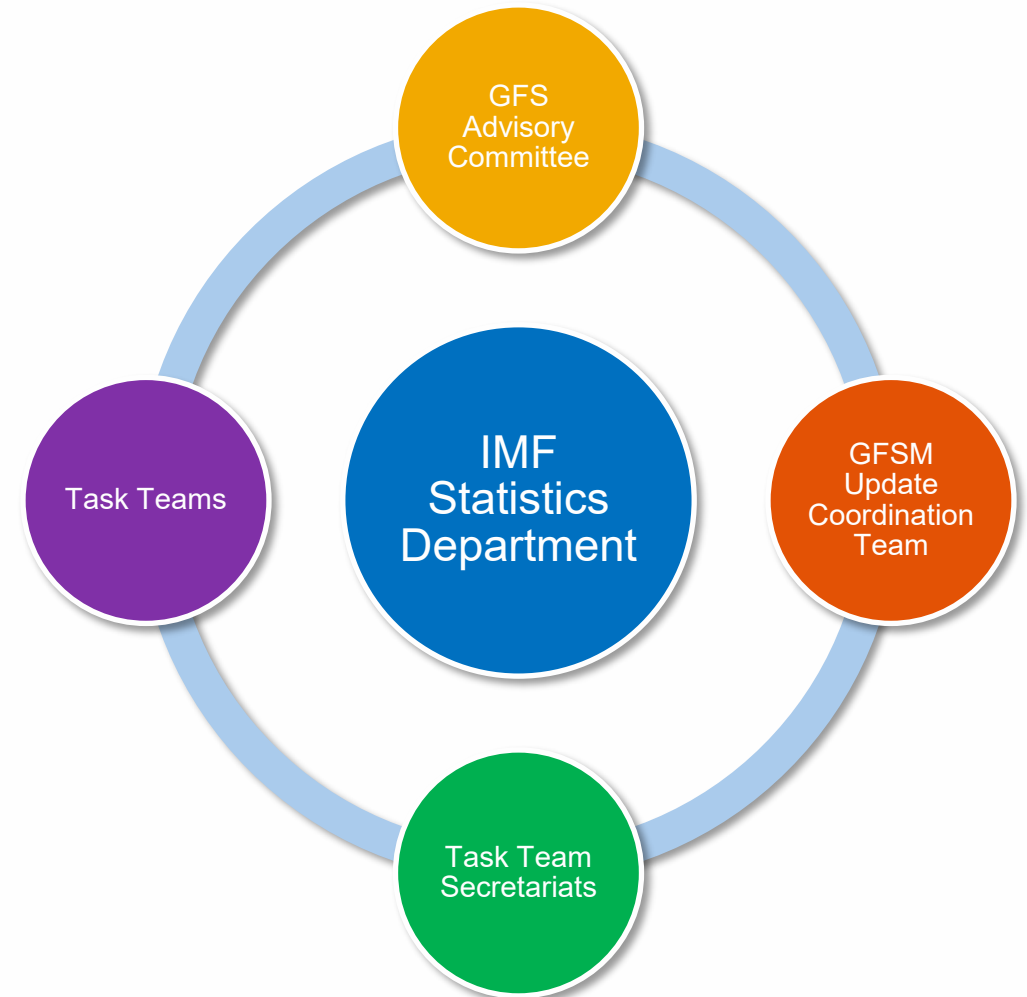 GFS
Advisory
Committee
Task Teams
IMF
Statistics
Department
GFSM
Update
Coordination
Team
Task Team
Secretariats